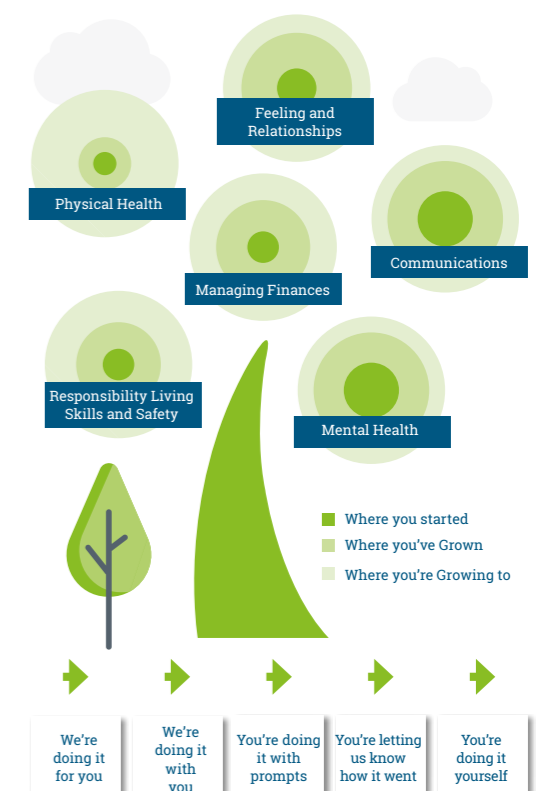 Feeling and
Relationships
Physical Health
Communications
Managing Finances
Responsibility Living
Skills and Safety
Mental Health
Where you started
Where you've Grown
Where you're Growing to
We're
doing it
for you
We're
doing it
with
you
You're doing
it with
prompts
You're letting
us know
how it went
You're
doing it
yourself